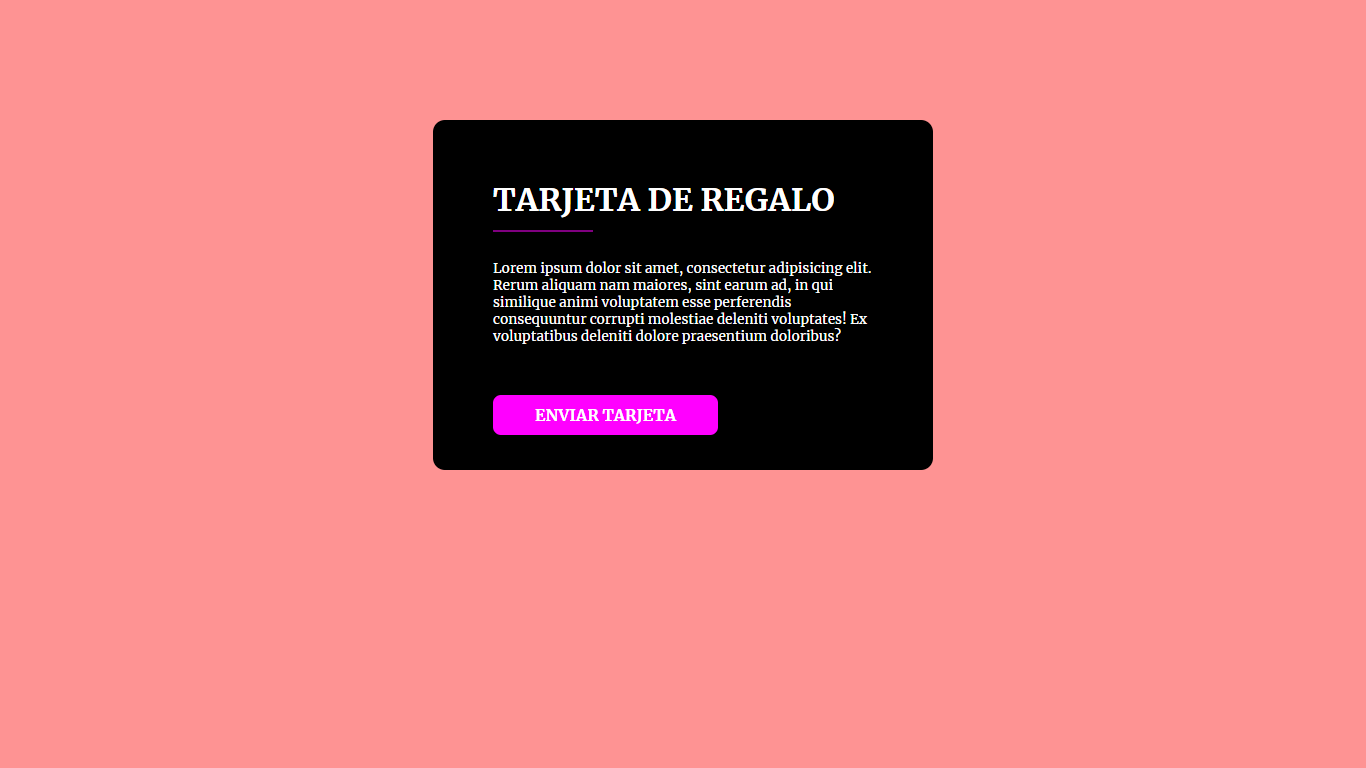 TARJETA DE REGALO
Lorem ipsum dolor sit amet, consectetur adipisicing elit.
Rerum aliquam nam maiores, sint earum ad, in qui
similique animi voluptatem esse perferendis
consequuntur corrupti molestiae deleniti voluptates! Ex
voluptatibus deleniti dolore praesentium doloribus?
ENVIAR TARJETA